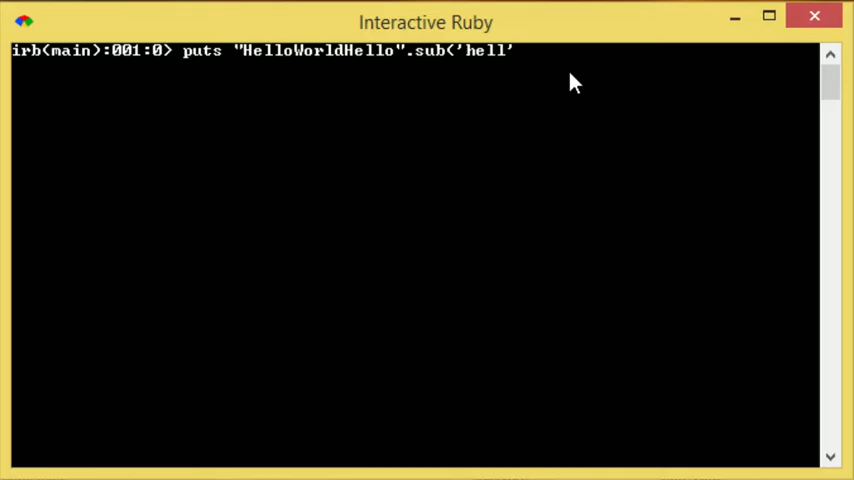 Interactive Ruby
irb(main):001:0> puts "HelloWorldHello".sub('hell'